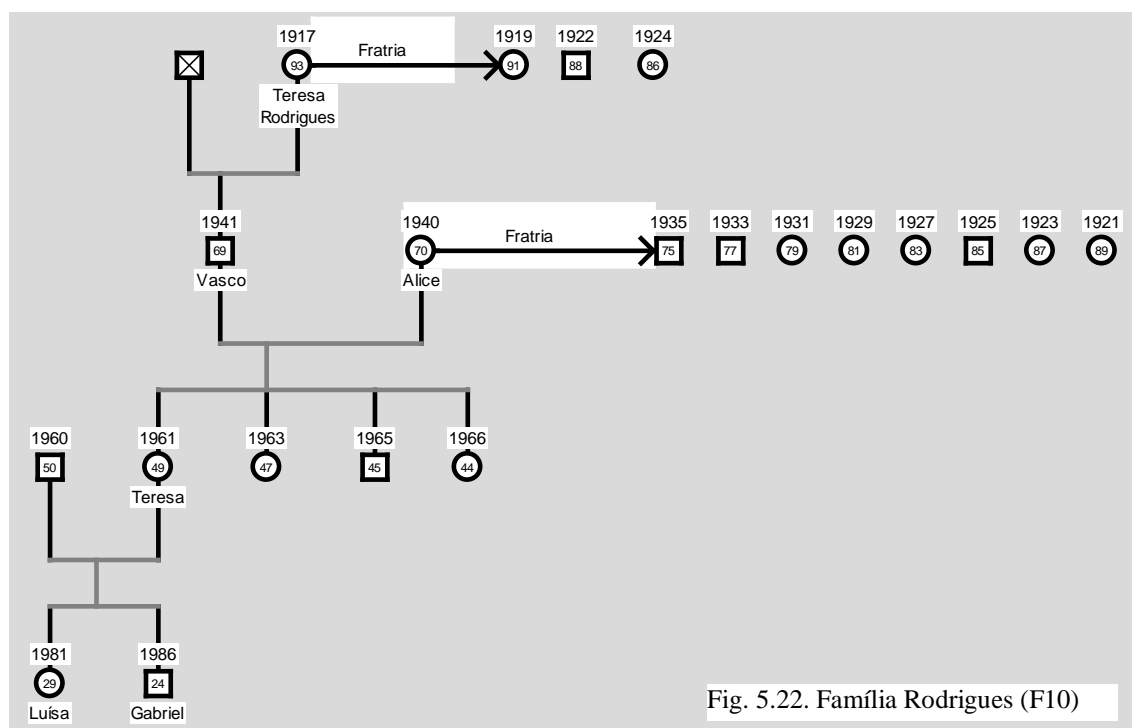 1917 Fratria 1919 1922 1924
93 91 88 86
Teresa
Rodrigues
1941 1940 Fratria 1935 1933 1931 1929 1927 1925 1923 1921
69 70 75 77 79 81 83 85 87 89
Vasco Alice
1960 1961 1963 1965 1966
50 49 47 45 44
Teresa
1981 1986
29 24
Luísa Gabriel
Fig. 5.22. Família Rodrigues (F10)